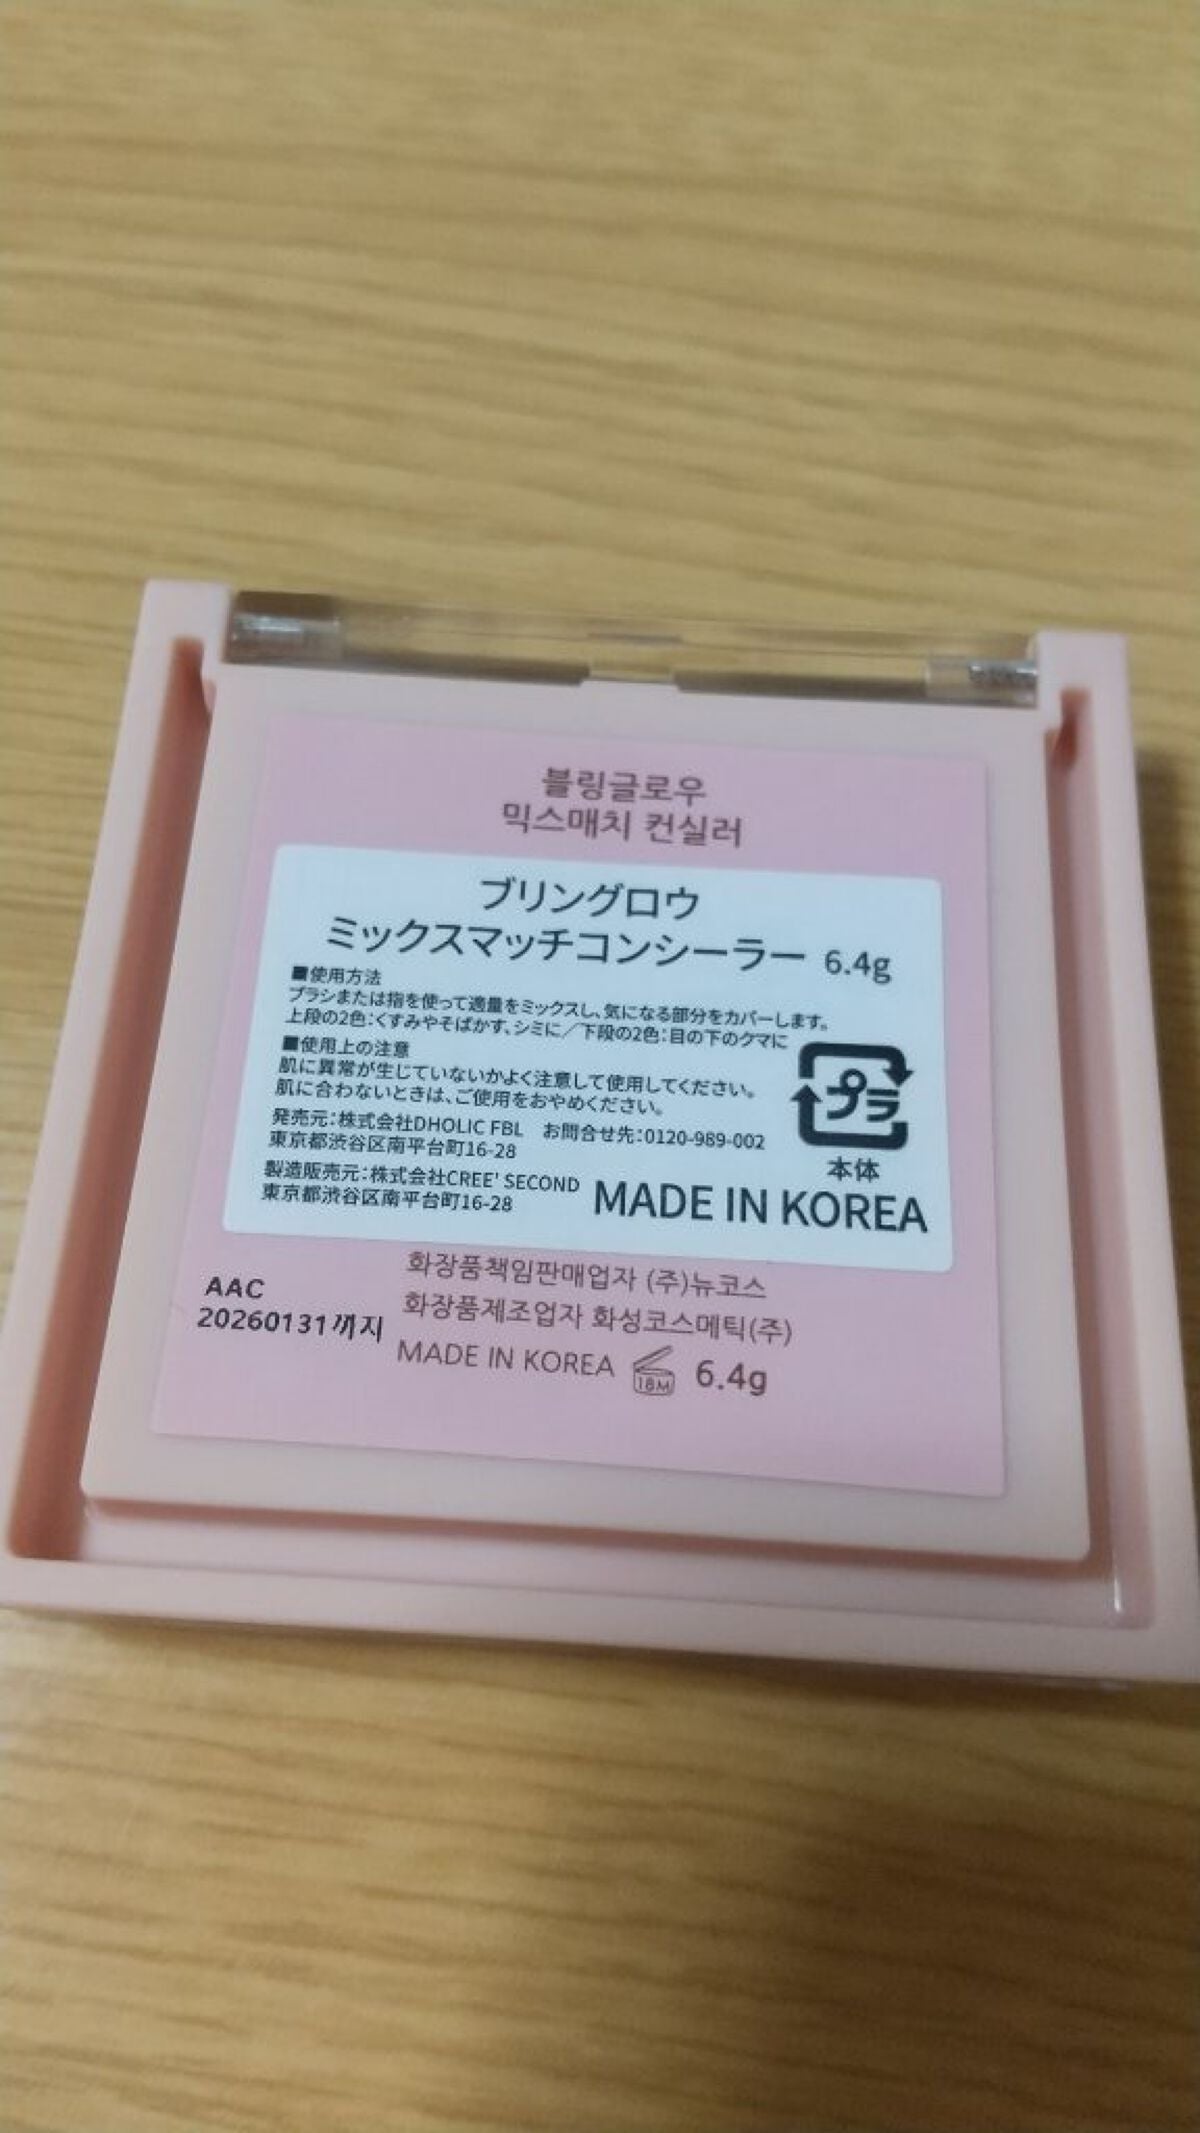 블링글로우
믹스매치 컨실러
ブリングロウ
ミックスマッチコンシーラー 6.4g
■使用方法
ブラシまたは指を使って適量をミックスし、気になる部分をカバーします。
上段の2色：くすみやそばかす、シミに／下段の2色：目の下のクマに
■使用上の注意
肌に異常が生じていないかよく注意して使用してください。
肌に合わないときは、ご使用をおやめください。
発売元：株式会社DHOLIC FBL お問合せ先：0120-989-002
東京都渋谷区南平台町16-28
製造販売元：株式会社CREE' SECOND
東京都渋谷区南平台町16-28
プラ
本体
MADE IN KOREA
화장품책임판매업자 (주)뉴코스
화장품제조업자 화성코스메틱(주)
AAC
20260131까지
MADE IN KOREA 18M 6.4g